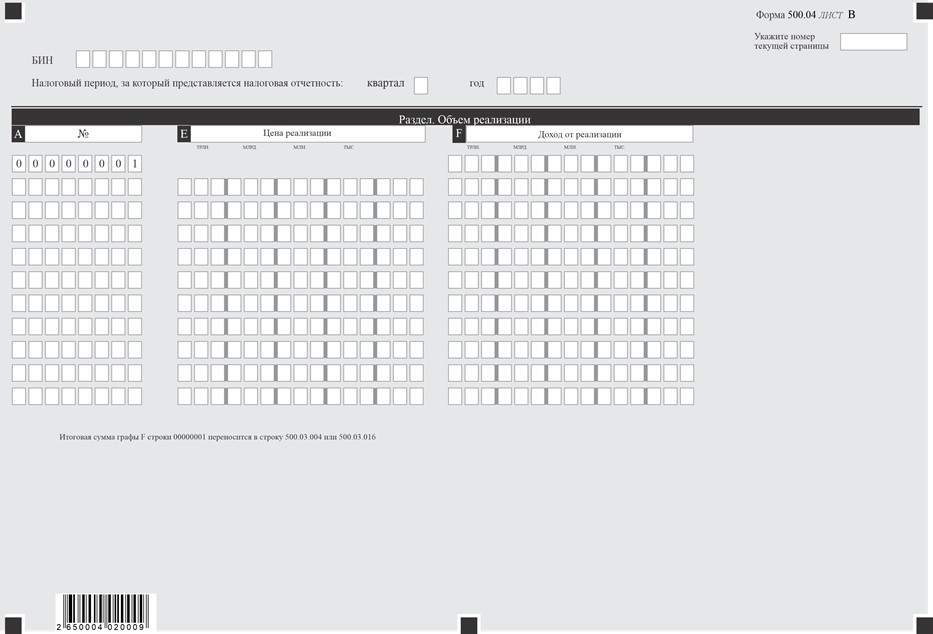 Форма 500.04 ЛИСТ В
Укажите номер
текущей страницы
БИН
Налоговый период, за который представляется налоговая отчетность: квартал год
Раздел. Объем реализации
A № E Цена реализации F Доход от реализации
ТРЛН. МЛРД. МЛН. ТЫС. ТРЛН. МЛРД. МЛН. ТЫС.
0 0 0 0 0 0 0 1
Итоговая сумма графы F строки 00000001 переносится в строку 500.03.004 или 500.03.016
2 650004 020009